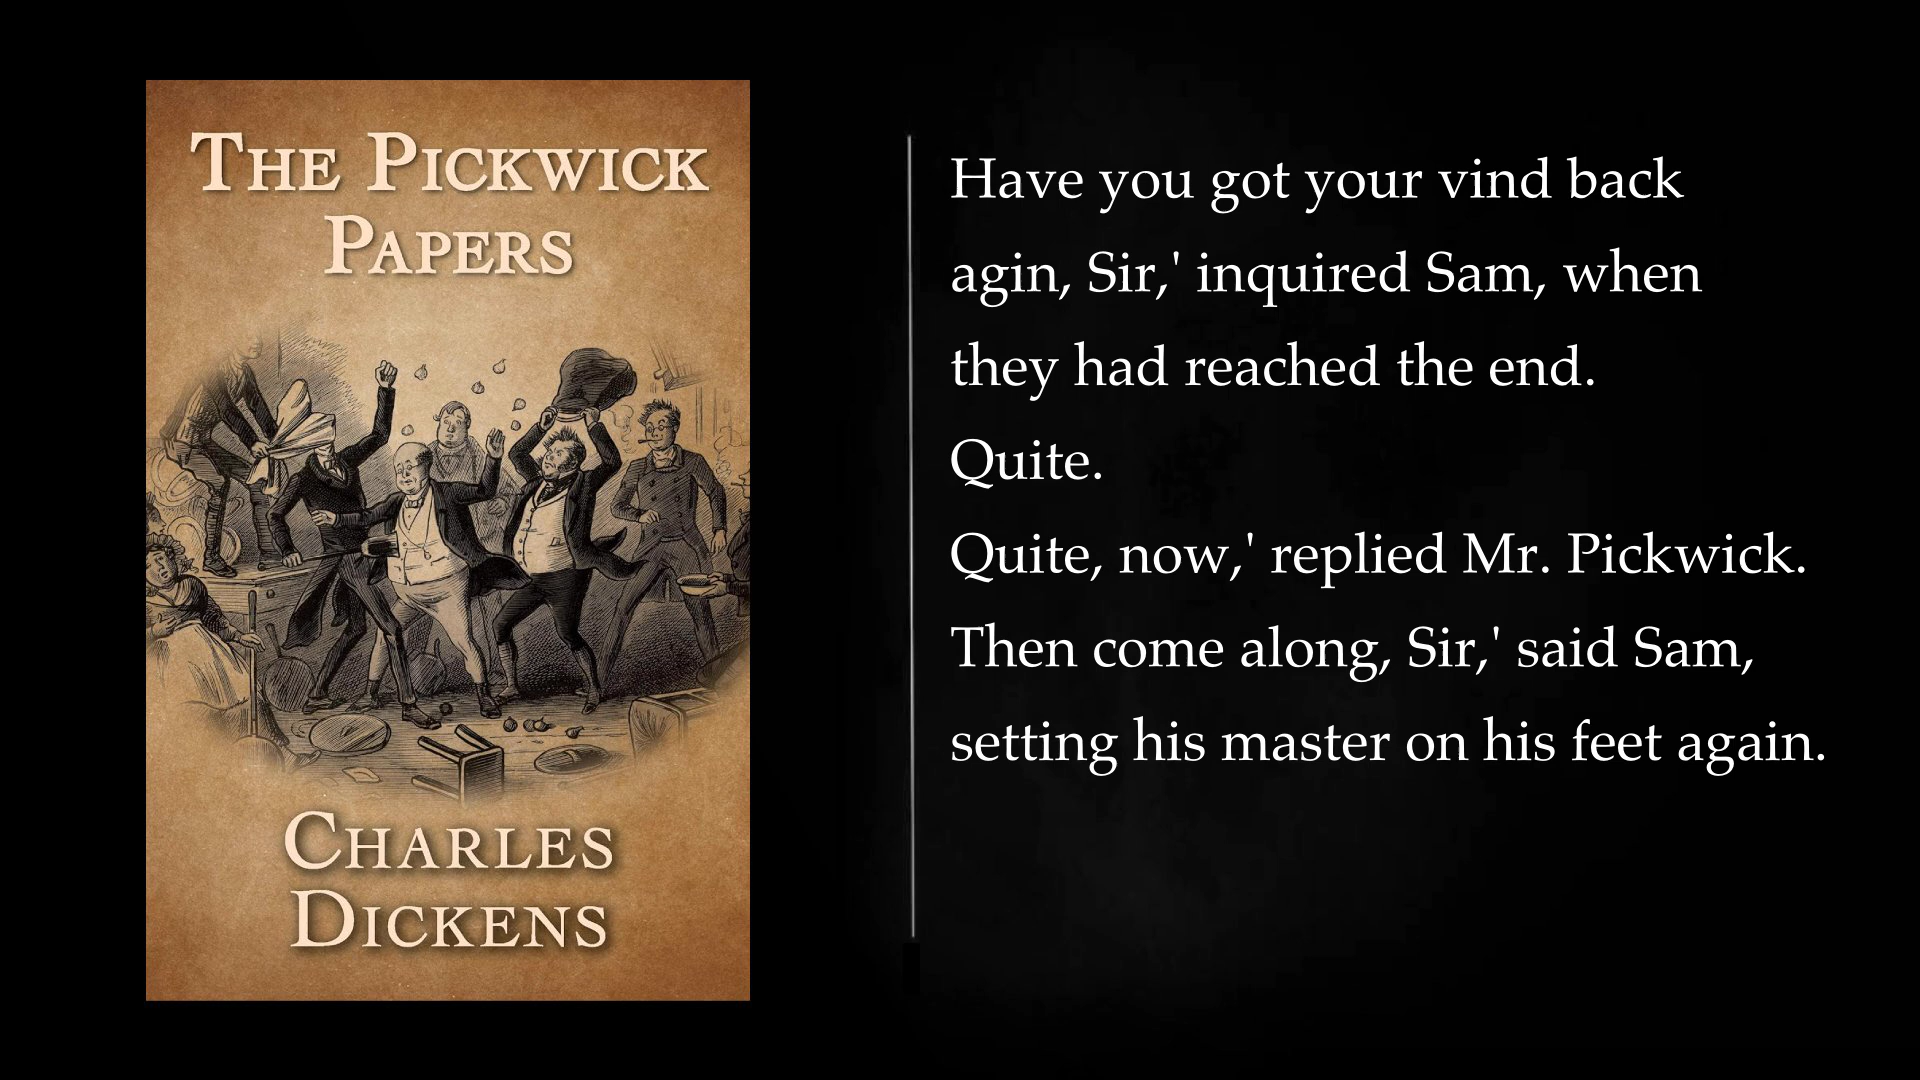 THE PICKWICK
PAPERS
CHARLES
DICKENS
Have you got your vind back
agin, Sir,' inquired Sam, when
they had reached the end.
Quite.
Quite, now,' replied Mr. Pickwick.
Then come along, Sir,' said Sam,
setting his master on his feet again.